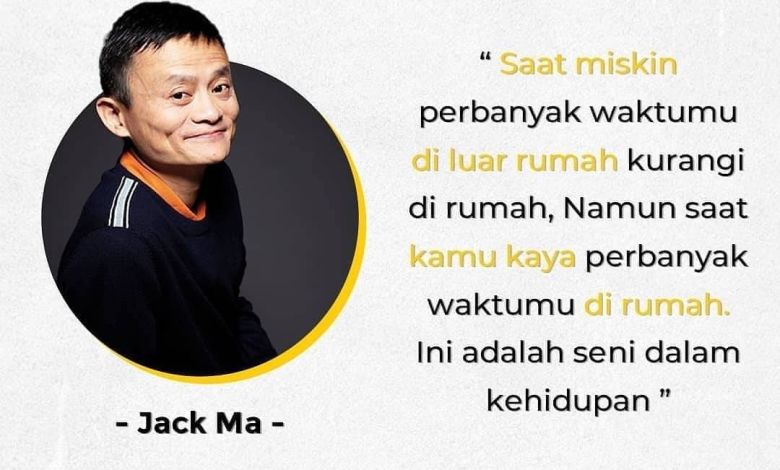 “ Saat miskin
perbanyak waktumu
di luar rumah kurangi
di rumah, Namun saat
kamu kaya perbanyak
waktumu di rumah.
Ini adalah seni dalam
kehidupan ”
- Jack Ma -